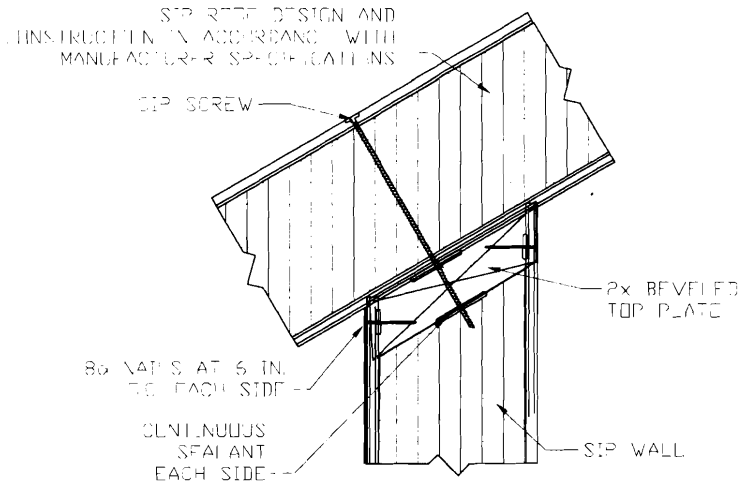 SIP ROOF DESIGN AND
CONSTRUCTION IN ACCORDANCE WITH
MANUFACTURER SPECIFICATIONS
SIP SCREW
2x BEVELED
TOP PLATE
8d NAILS AT 6 IN.
O.C. EACH SIDE
CONTINUOUS
SEALANT
EACH SIDE
SIP WALL